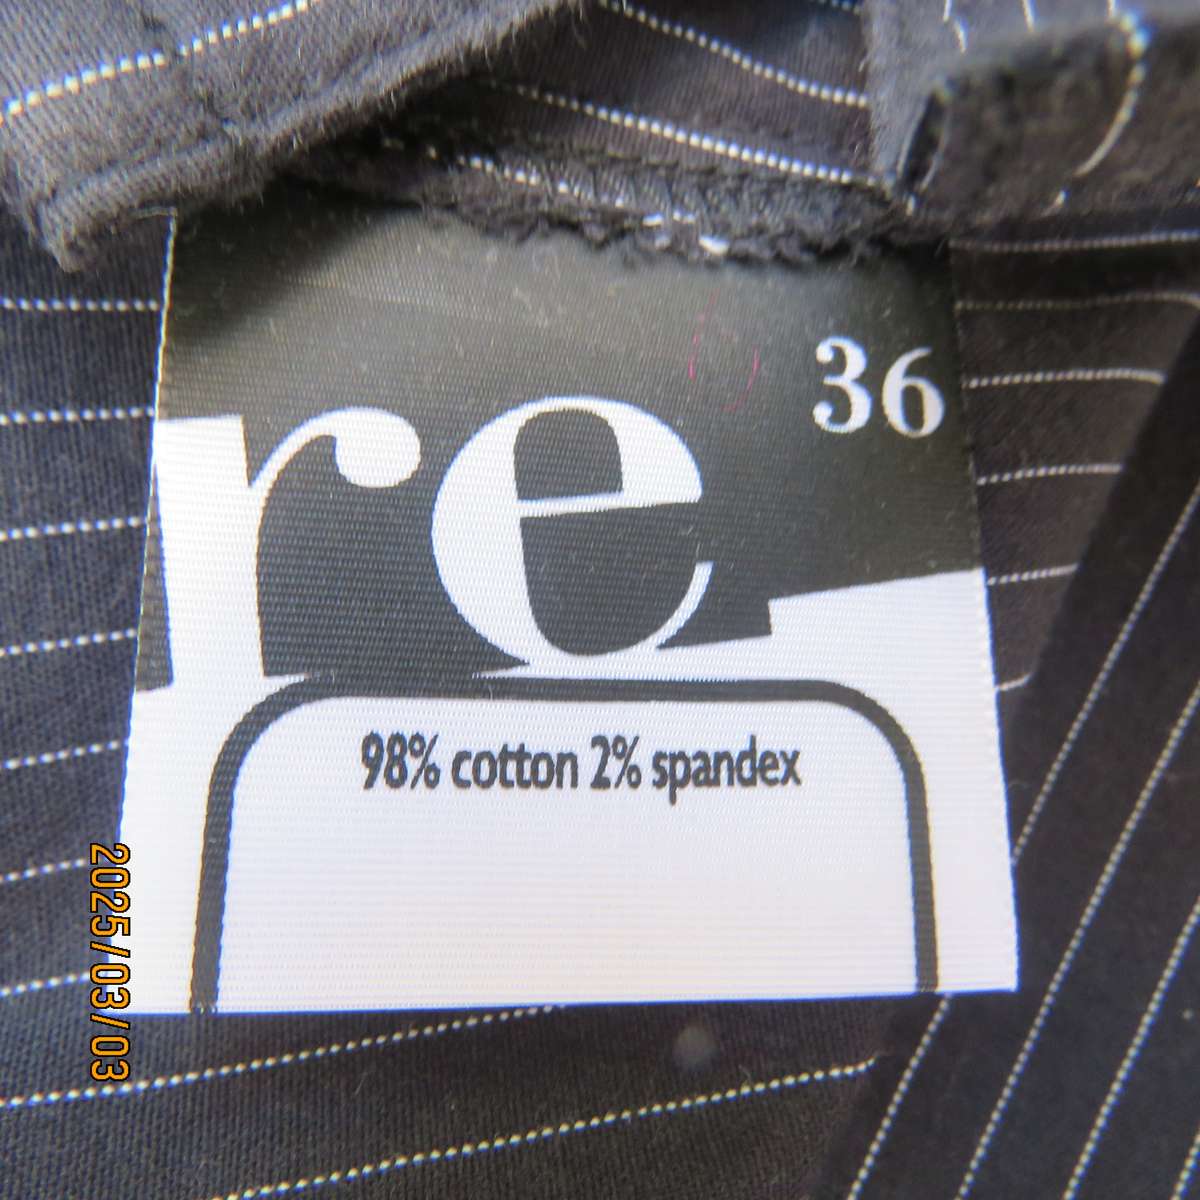 36
re
98% cotton 2% spandex
2025/03/03